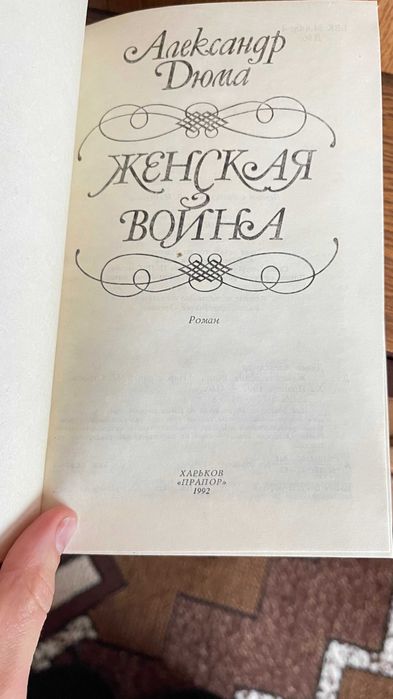 Александр
Дюма
ЖЕНСКАЯ
ВОЙНА
Роман
ХАРЬКОВ
«ПРАПОР»
1992